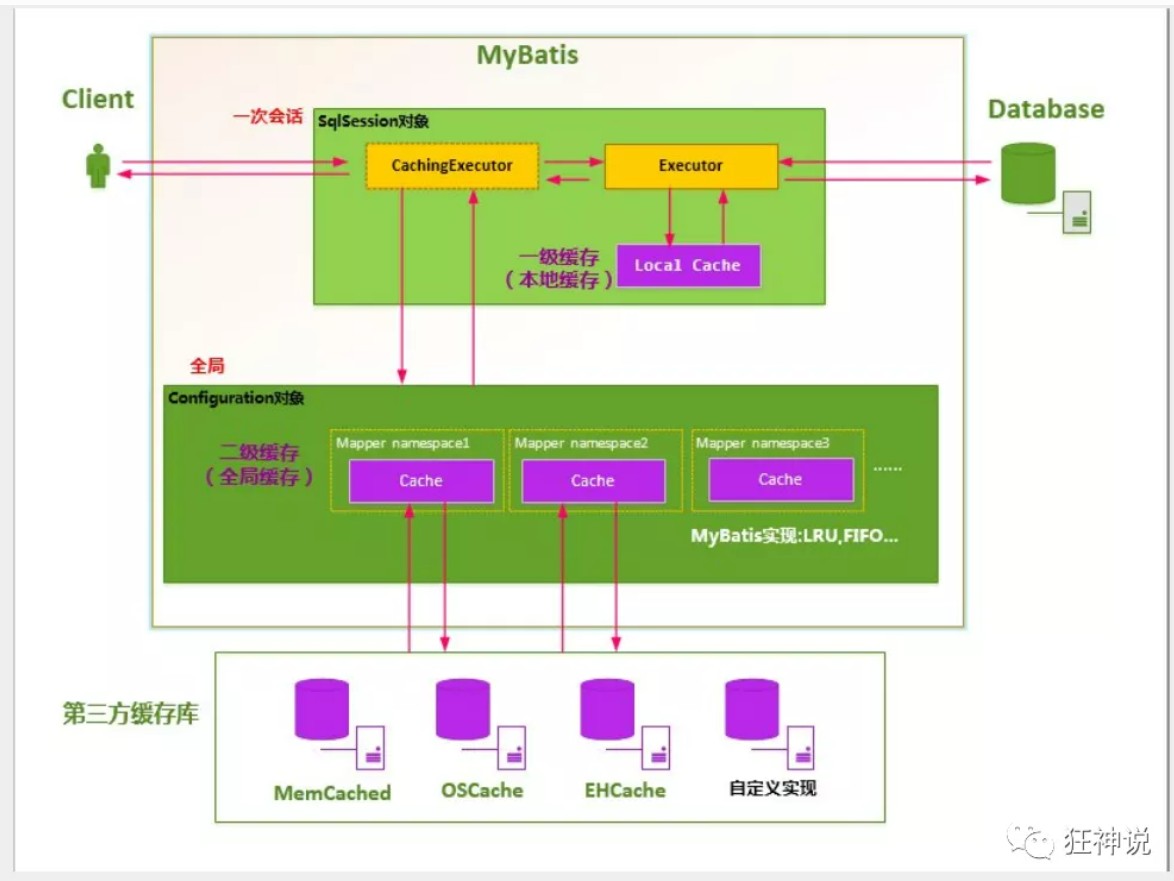 MyBatis
Client
Database
一次会话
SqlSession对象
CachingExecutor
Executor
一级缓存
（本地缓存）
Local Cache
全局
Configuration对象
二级缓存
（全局缓存）
Mapper namespace1
Cache
Mapper namespace2
Cache
Mapper namespace3
Cache
......
MyBatis实现:LRU,FIFO...
第三方缓存库
MemCached
OSCache
EHCache
自定义实现
狂神说